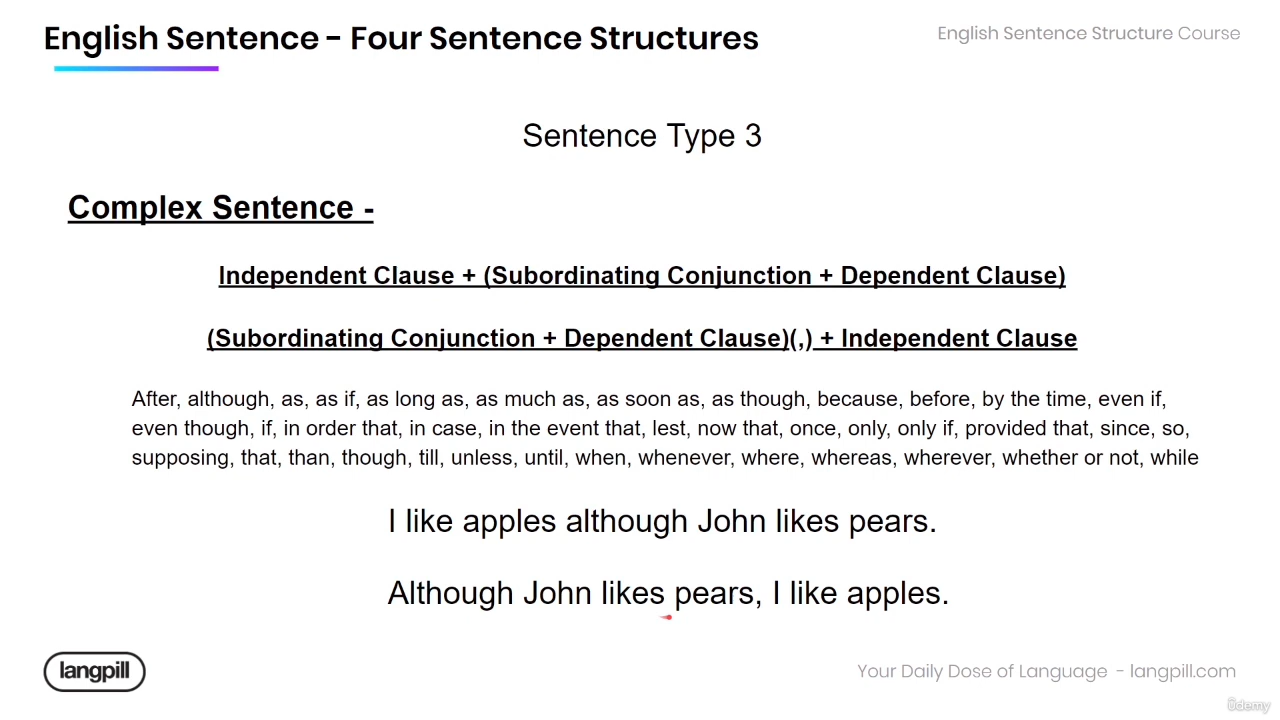 English Sentence - Four Sentence Structures
English Sentence Structure Course
Sentence Type 3
Complex Sentence -
Independent Clause + (Subordinating Conjunction + Dependent Clause)
(Subordinating Conjunction + Dependent Clause)(,) + Independent Clause
After, although, as, as if, as long as, as much as, as soon as, as though, because, before, by the time, even if,
even though, if, in order that, in case, in the event that, lest, now that, once, only, only if, provided that, since, so,
supposing, that, than, though, till, unless, until, when, whenever, where, whereas, wherever, whether or not, while
I like apples although John likes pears.
Although John likes pears, I like apples.
langpill
Your Daily Dose of Language - langpill.com
ûdemy